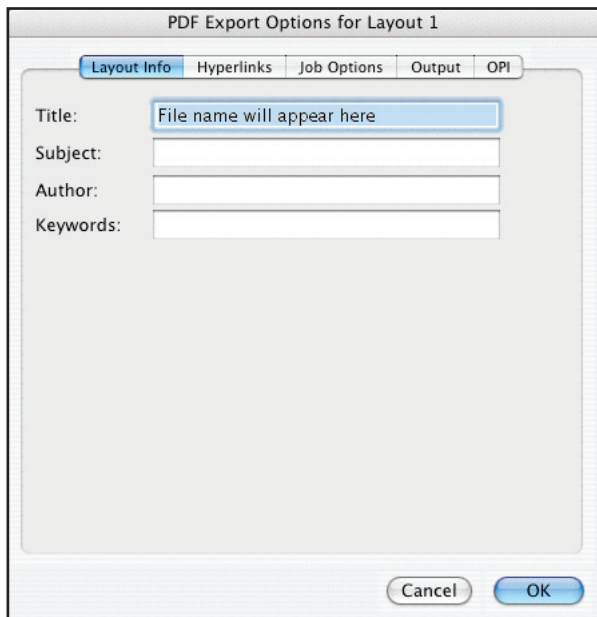 PDF Export Options for Layout 1
Layout Info Hyperlinks Job Options Output OPI
Title: File name will appear here
Subject:
Author:
Keywords:
Cancel OK